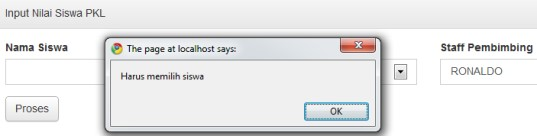 Input Nilai Siswa PKL
Nama Siswa
The page at localhost says:
Staff Pembimbing
Harus memilih siswa
RONALDO
Proses
OK